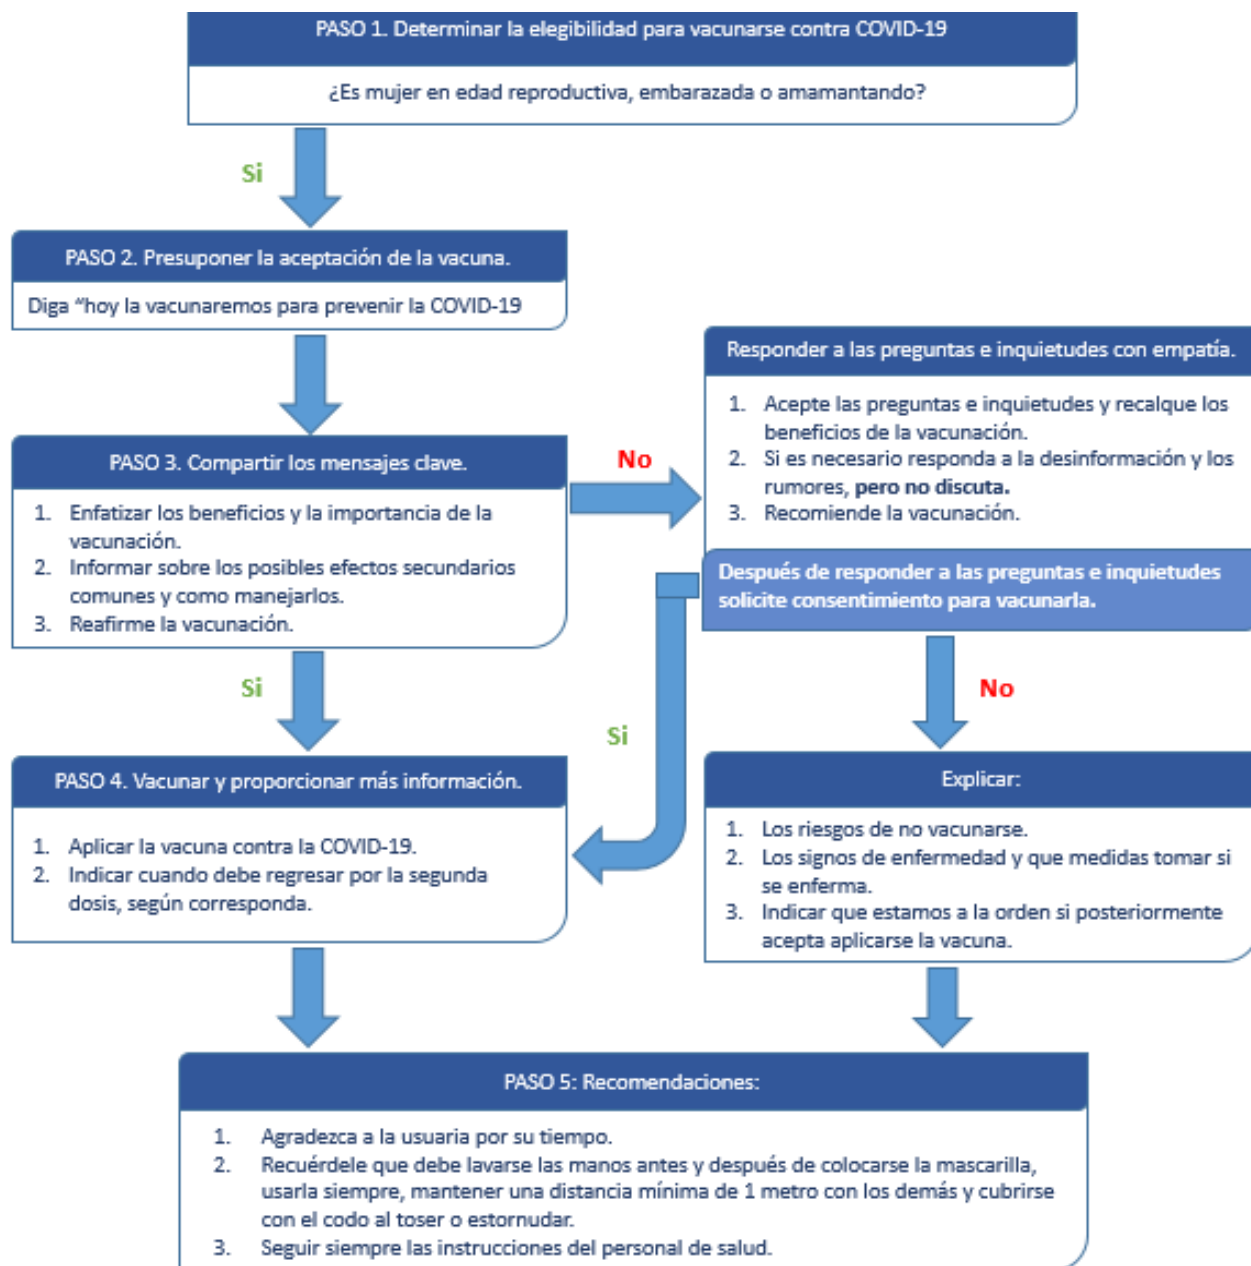 PASO 1. Determinar la elegibilidad para vacunarse contra COVID-19
¿Es mujer en edad reproductiva, embarazada o amamantando?
Si
PASO 2. Presuponer la aceptación de la vacuna.
Diga “hoy la vacunaremos para prevenir la COVID-19
PASO 3. Compartir los mensajes clave.
1. Enfatizar los beneficios y la importancia de la
vacunación.
2. Informar sobre los posibles efectos secundarios
comunes y como manejarlos.
3. Reafirme la vacunación.
No
Responder a las preguntas e inquietudes con empatía.
1. Acepte las preguntas e inquietudes y recalque los
beneficios de la vacunación.
2. Si es necesario responda a la desinformación y los
rumores, pero no discuta.
3. Recomiende la vacunación.
Después de responder a las preguntas e inquietudes
solicite consentimiento para vacunarla.
Si
Si
No
PASO 4. Vacunar y proporcionar más información.
1. Aplicar la vacuna contra la COVID-19.
2. Indicar cuando debe regresar por la segunda
dosis, según corresponda.
Explicar:
1. Los riesgos de no vacunarse.
2. Los signos de enfermedad y que medidas tomar si
se enferma.
3. Indicar que estamos a la orden si posteriormente
acepta aplicarse la vacuna.
PASO 5: Recomendaciones:
1. Agradezca a la usuaria por su tiempo.
2. Recuérdele que debe lavarse las manos antes y después de colocarse la mascarilla,
usarla siempre, mantener una distancia mínima de 1 metro con los demás y cubrirse
con el codo al toser o estornudar.
3. Seguir siempre las instrucciones del personal de salud.